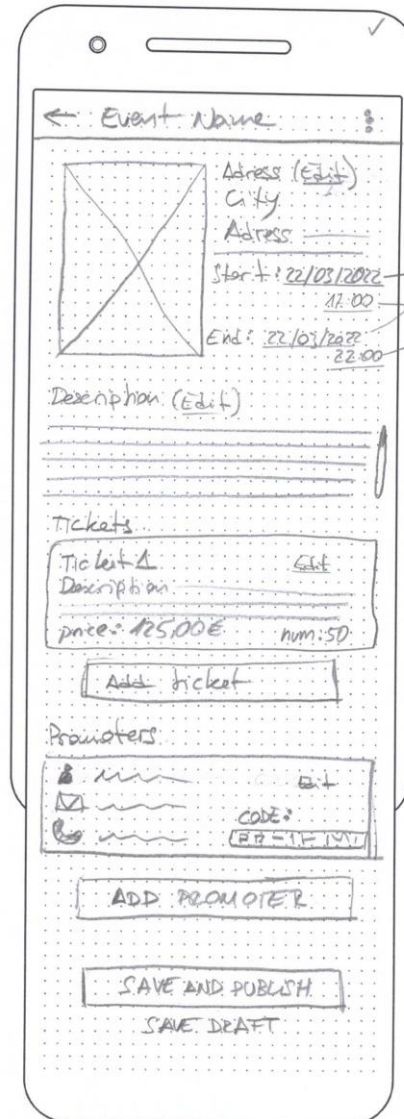 ← Event Name
Adress (Edit)
City
Adress
Start: 22/03/2022
17:00
End: 22/03/2022
22:00
Description (Edit)
Tickets
Ticket 1 Edit
Description
price: 125,00€ num: 50
Add ticket
Promoters
Edit
CODE:
ADD PROMOTER
SAVE AND PUBLISH
SAVE DRAFT